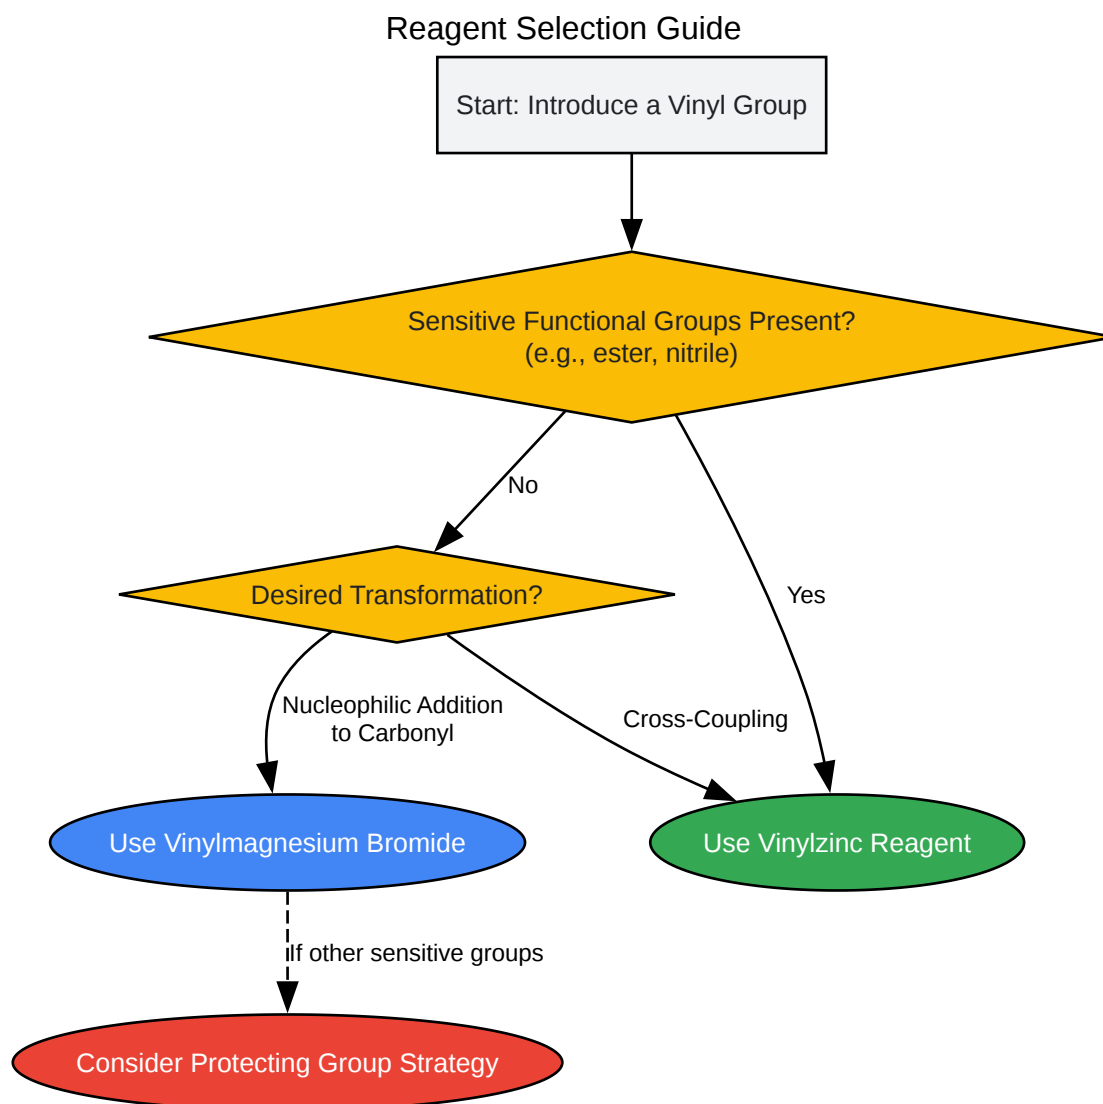 Reagent Selection Guide
Start: Introduce a Vinyl Group
Sensitive Functional Groups Present?
(e.g., ester, nitrile)
No
Yes
Desired Transformation?
Nucleophilic Addition
to Carbonyl
Cross-Coupling
Use Vinylmagnesium Bromide
Use Vinylzinc Reagent
If other sensitive groups
Consider Protecting Group Strategy